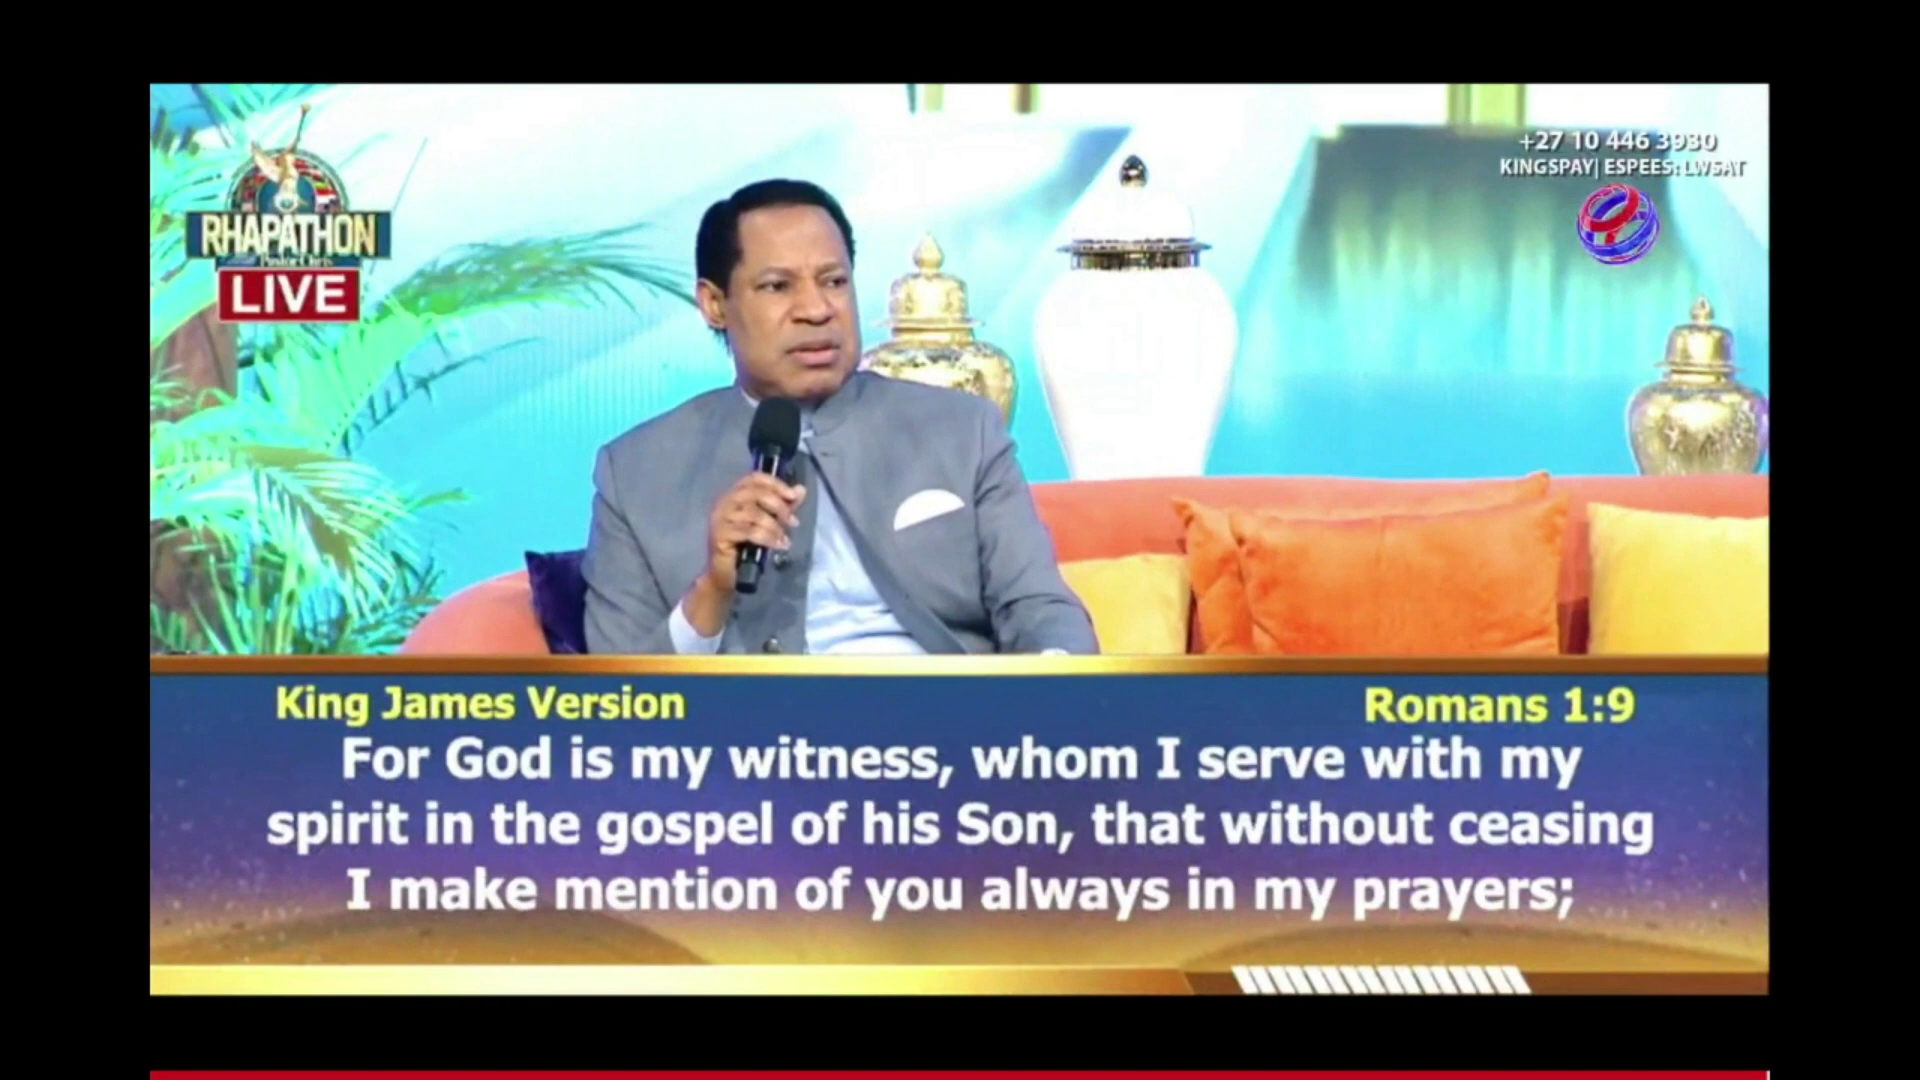 +27 10 446 3930
KINGSPAY| ESPEES: LWSAT
RHAPATHON
Pastor Chris
LIVE
King James Version
Romans 1:9
For God is my witness, whom I serve with my
spirit in the gospel of his Son, that without ceasing
I make mention of you always in my prayers;